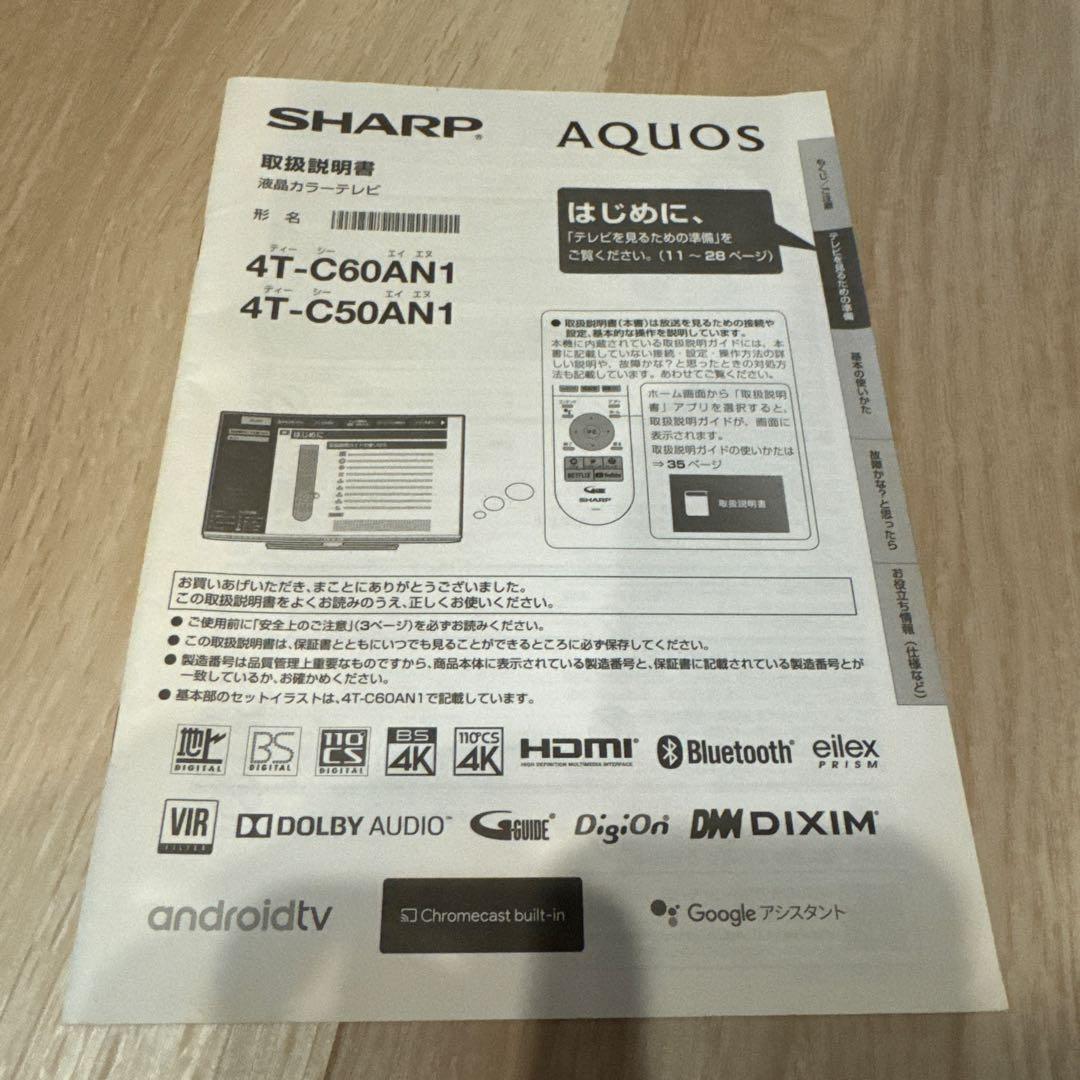 SHARP®
AQUOS
取扱説明書
液晶カラーテレビ
形 名
ティー シー エイ エヌ
4T-C60AN1
ティー シー エイ エヌ
4T-C50AN1
はじめに、
「テレビを見るための準備」を
ご覧ください。(11 ~ 28 ページ)
● 取扱説明書(本書)は放送を見るための接続や
設定、基本的な操作を説明しています。
本機に内蔵されている取扱説明ガイドには、本
書に記載していない接続・設定・操作方法の詳
しい説明や、故障かな?と思ったときの対処方
法も記載しています。あわせてご覧ください。
ホーム画面から「取扱説明
書」アプリを選択すると、
取扱説明ガイドが、画面に
表示されます。
取扱説明ガイドの使いかたは
⇒ 35 ページ
取扱説明書
NETFLIX
YouTube
G-GUIDE
SHARP
はじめに
もくじ/ご注意
テレビを見るための準備
基本の使いかた
故障かな?と思ったら
お役立ち情報(仕様など)
お買いあげいただき、まことにありがとうございました。
この取扱説明書をよくお読みのうえ、正しくお使いください。
● ご使用前に「安全上のご注意」(3ページ)を必ずお読みください。
● この取扱説明書は、保証書とともにいつでも見ることができるところに必ず保存してください。
● 製造番号は品質管理上重要なものですから、商品本体に表示されている製造番号と、保証書に記載されている製造番号とが
一致しているか、お確かめください。
● 基本部のセットイラストは、4T-C60AN1で記載しています。
地上 DIGITAL
BS DIGITAL
110°CS DIGITAL
BS 4K
110°CS 4K
HDMI®
HIGH DEFINITION MULTIMEDIA INTERFACE
Bluetooth®
eilex PRISM
VIR FILTER
DOLBY AUDIO™
G-GUIDE®
DigiOn®
DIXIM®
androidtv
Chromecast built-in
Google アシスタント